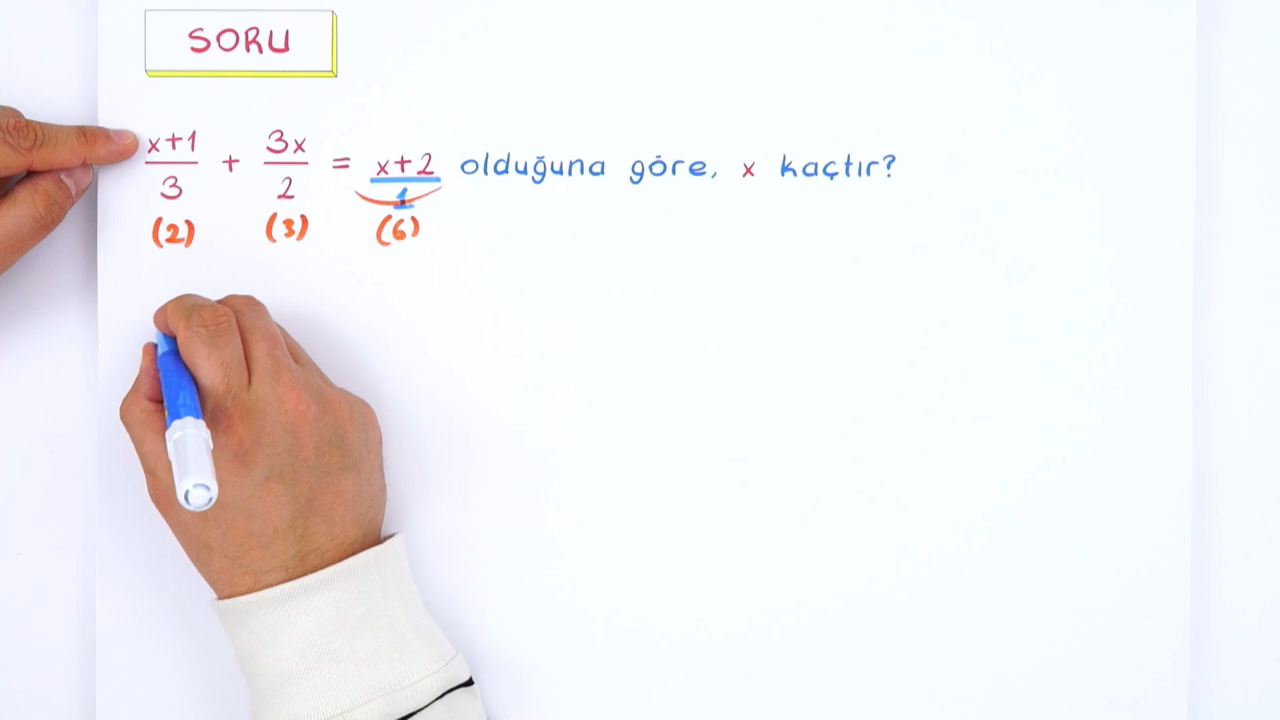 SORU
x+1/3 + 3x/2 = x+2/1 olduğuna göre, x kaçtır?
(2) (3) (6)